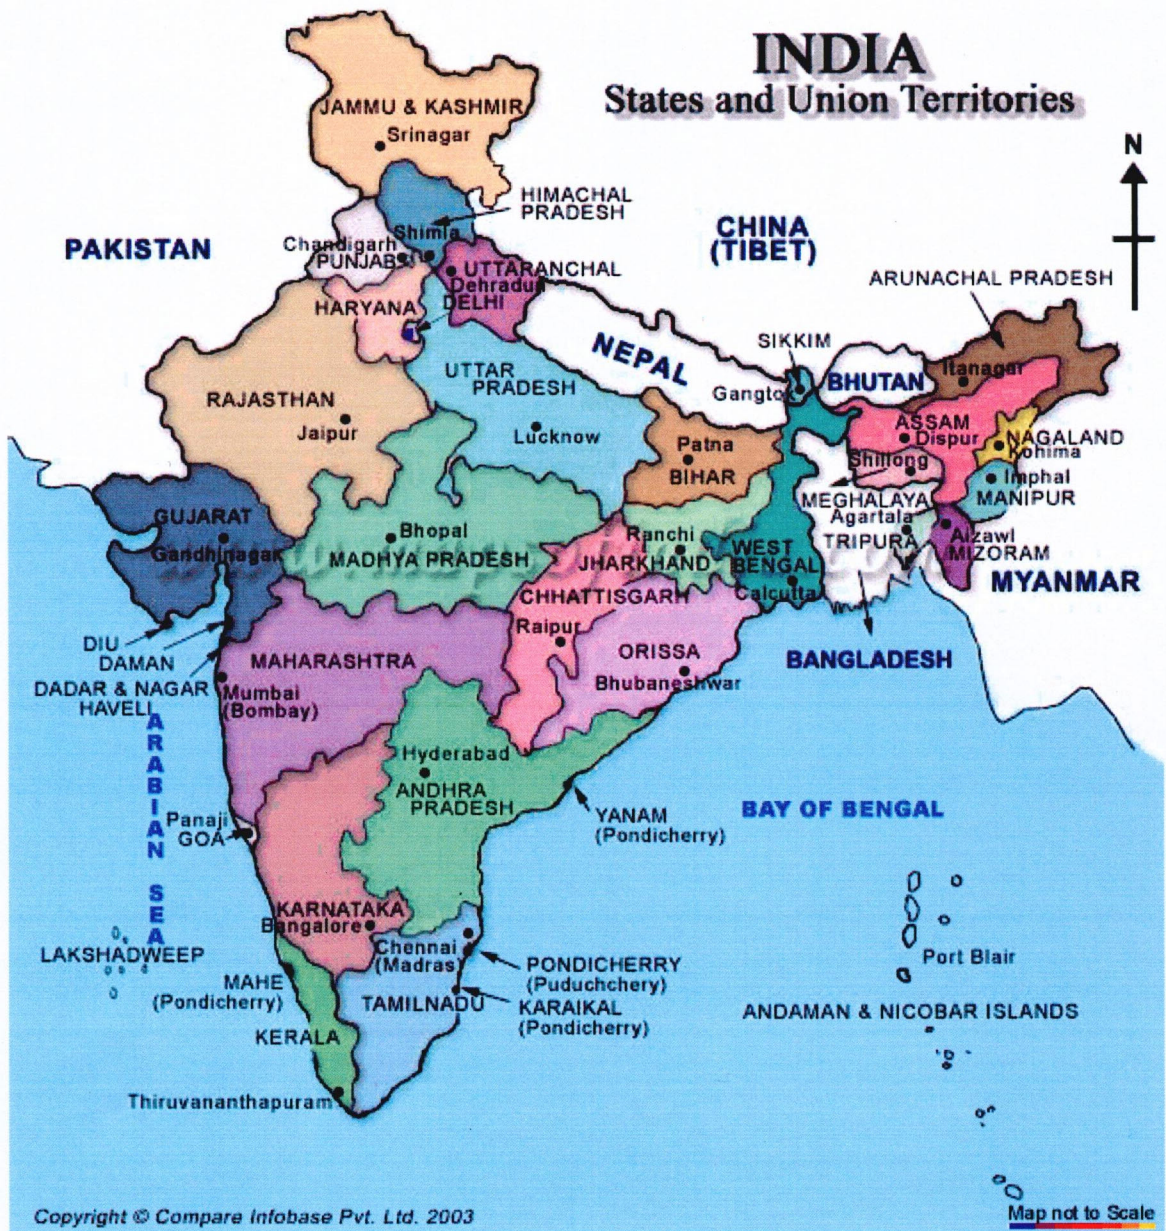 INDIA
States and Union Territories
N
JAMMU & KASHMIR
Srinagar
HIMACHAL
PRADESH
Shimla
CHINA
(TIBET)
PAKISTAN
Chandigarh
PUNJAB
UTTARANCHAL
Dehradun
DELHI
HARYANA
ARUNACHAL PRADESH
NEPAL
SIKKIM
Gangtok
BHUTAN
Itanagar
UTTAR
PRADESH
Lucknow
RAJASTHAN
Jaipur
Patna
BIHAR
ASSAM
Dispur
NAGALAND
Kohima
Shillong
MEGHALAYA
Imphal
MANIPUR
Agartala
TRIPURA
Aizawl
MIZORAM
MYANMAR
GUJARAT
Gandhinagar
Bhopal
MADHYA PRADESH
Ranchi
JHARKHAND
WEST
BENGAL
Calcutta
CHHATTISGARH
Raipur
ORISSA
Bhubaneshwar
BANGLADESH
DIU
DAMAN
DADAR & NAGAR
HAVELI
MAHARASHTRA
Mumbai
(Bombay)
ARABIAN SEA
Hyderabad
ANDHRA
PRADESH
YANAM
(Pondicherry)
BAY OF BENGAL
Panaji
GOA
KARNATAKA
Bangalore
LAKSHADWEEP
Chennai
(Madras)
PONDICHERRY
(Puduchchery)
MAHE
(Pondicherry)
TAMILNADU
KARAIKAL
(Pondicherry)
KERALA
Thiruvananthapuram
Port Blair
ANDAMAN & NICOBAR ISLANDS
Copyright © Compare Infobase Pvt. Ltd. 2003
Map not to Scale